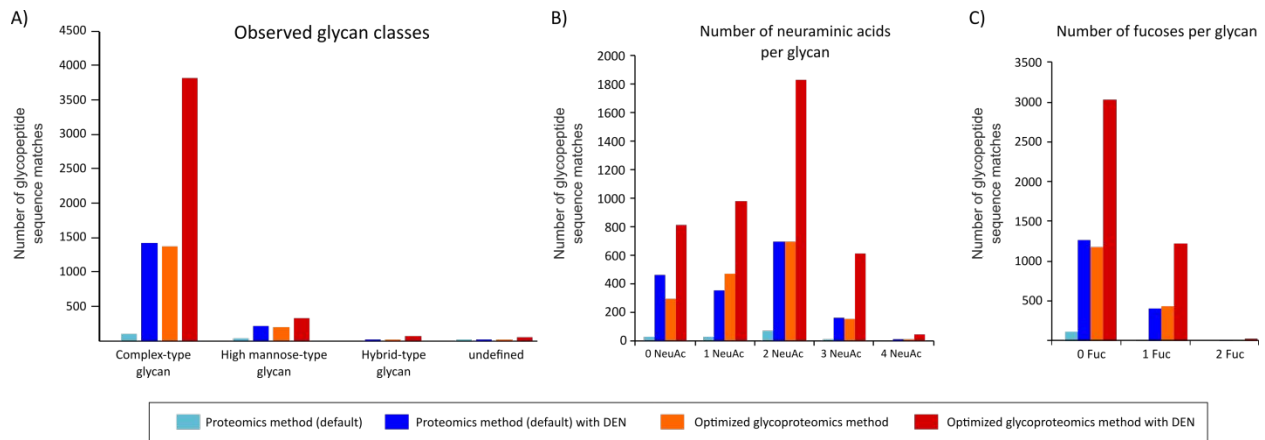 A)
Observed glycan classes
Number of glycopeptide
sequence matches
4500
4000
3500
3000
2500
2000
1500
1000
500
Complex-type
glycan
High mannose-type
glycan
Hybrid-type
glycan
undefined
B)
Number of neuraminic acids
per glycan
Number of glycopeptide
sequence matches
2000
1800
1600
1400
1200
1000
800
600
400
200
0
0 NeuAc
1 NeuAc
2 NeuAc
3 NeuAc
4 NeuAc
C)
Number of fucoses per glycan
Number of glycopeptide
sequence matches
3500
3000
2500
2000
1500
1000
500
0 Fuc
1 Fuc
2 Fuc
Proteomics method (default)
Proteomics method (default) with DEN
Optimized glycoproteomics method
Optimized glycoproteomics method with DEN